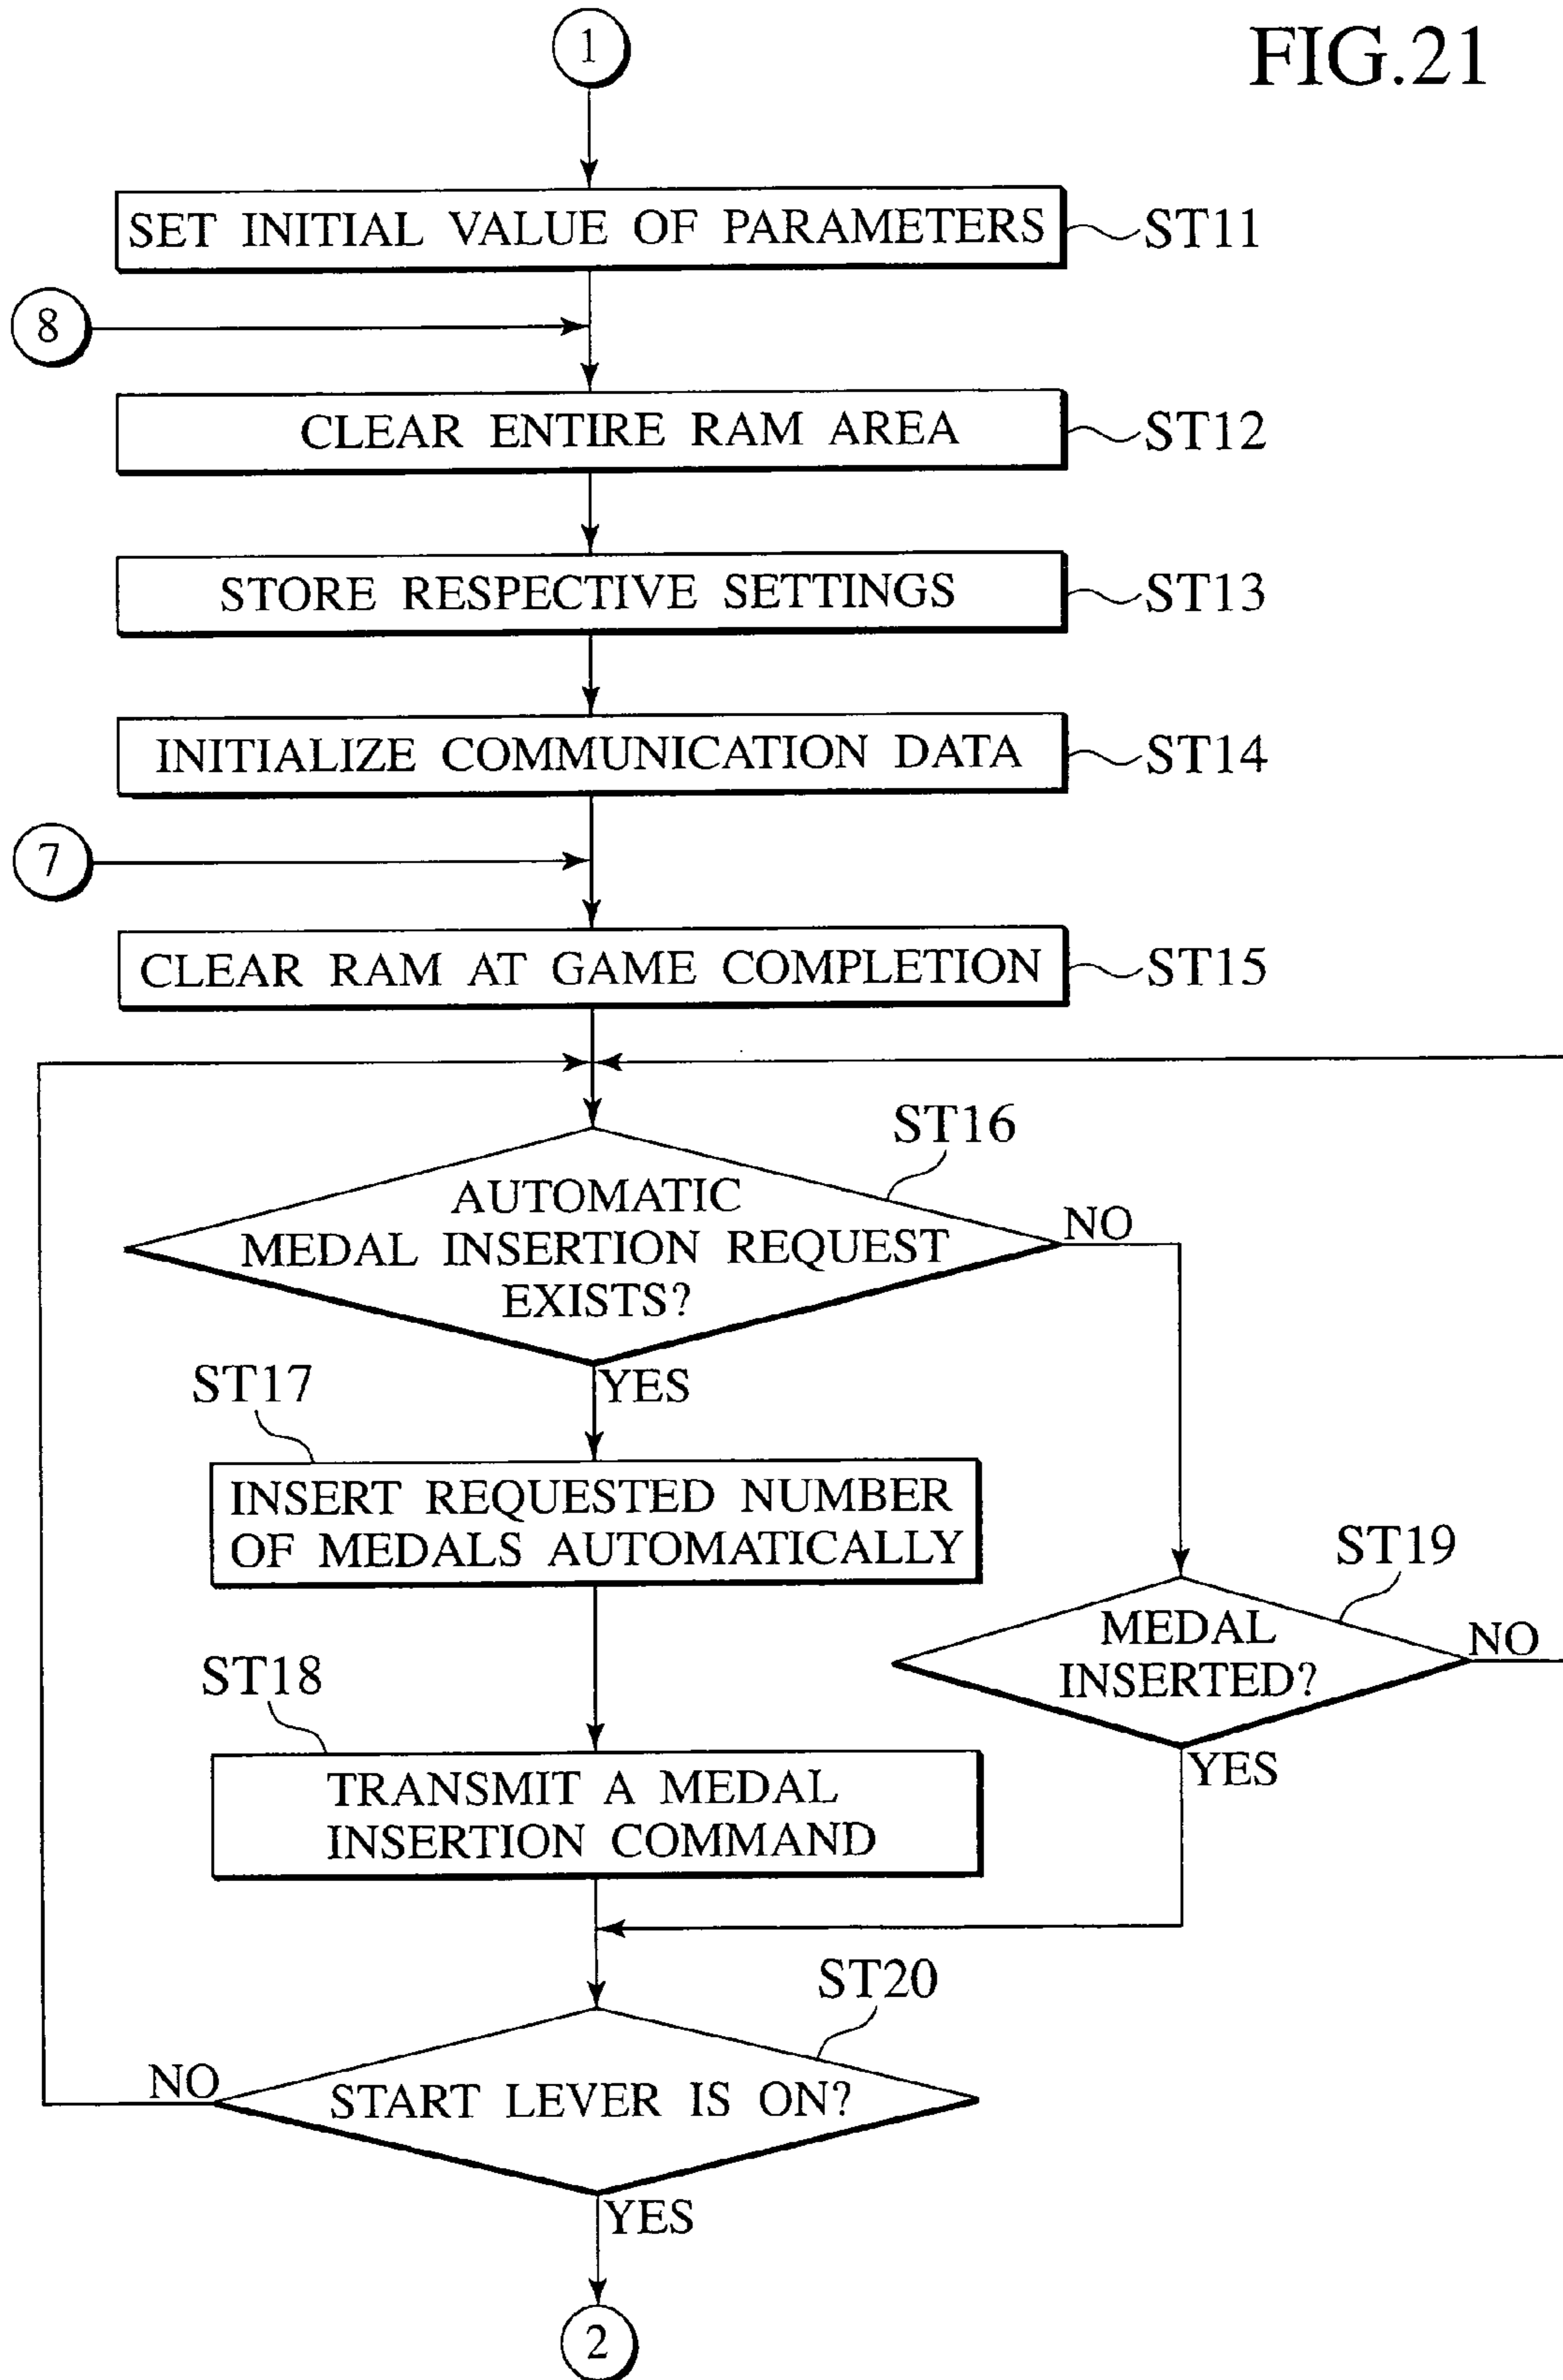 FIG.21
1
SET INITIAL VALUE OF PARAMETERS
ST11
8
CLEAR ENTIRE RAM AREA
ST12
STORE RESPECTIVE SETTINGS
ST13
INITIALIZE COMMUNICATION DATA
ST14
7
CLEAR RAM AT GAME COMPLETION
ST15
ST16
AUTOMATIC
MEDAL INSERTION REQUEST
EXISTS?
NO
YES
ST17
INSERT REQUESTED NUMBER
OF MEDALS AUTOMATICALLY
ST19
MEDAL
INSERTED?
NO
YES
ST18
TRANSMIT A MEDAL
INSERTION COMMAND
ST20
START LEVER IS ON?
NO
YES
2